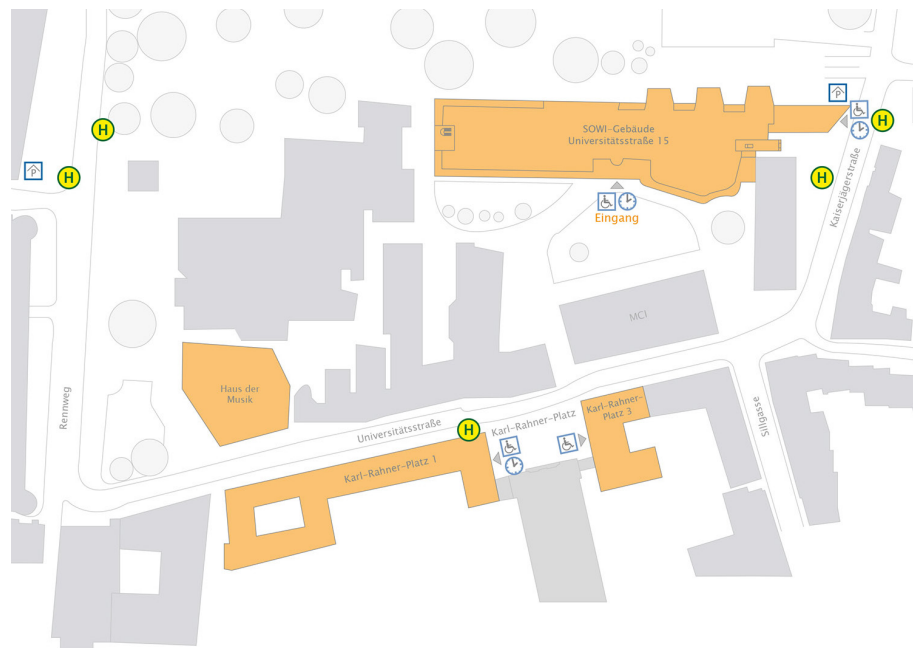 P
H
SOWI-Gebäude
Universitätsstraße 15
H
P
H
H
Eingang
Kaiserjägerstraße
MCI
Haus der
Musik
Rennweg
Universitätsstraße
H
Karl-Rahner-Platz
Karl-Rahner-
Platz 3
Sillgasse
Karl-Rahner-Platz 1